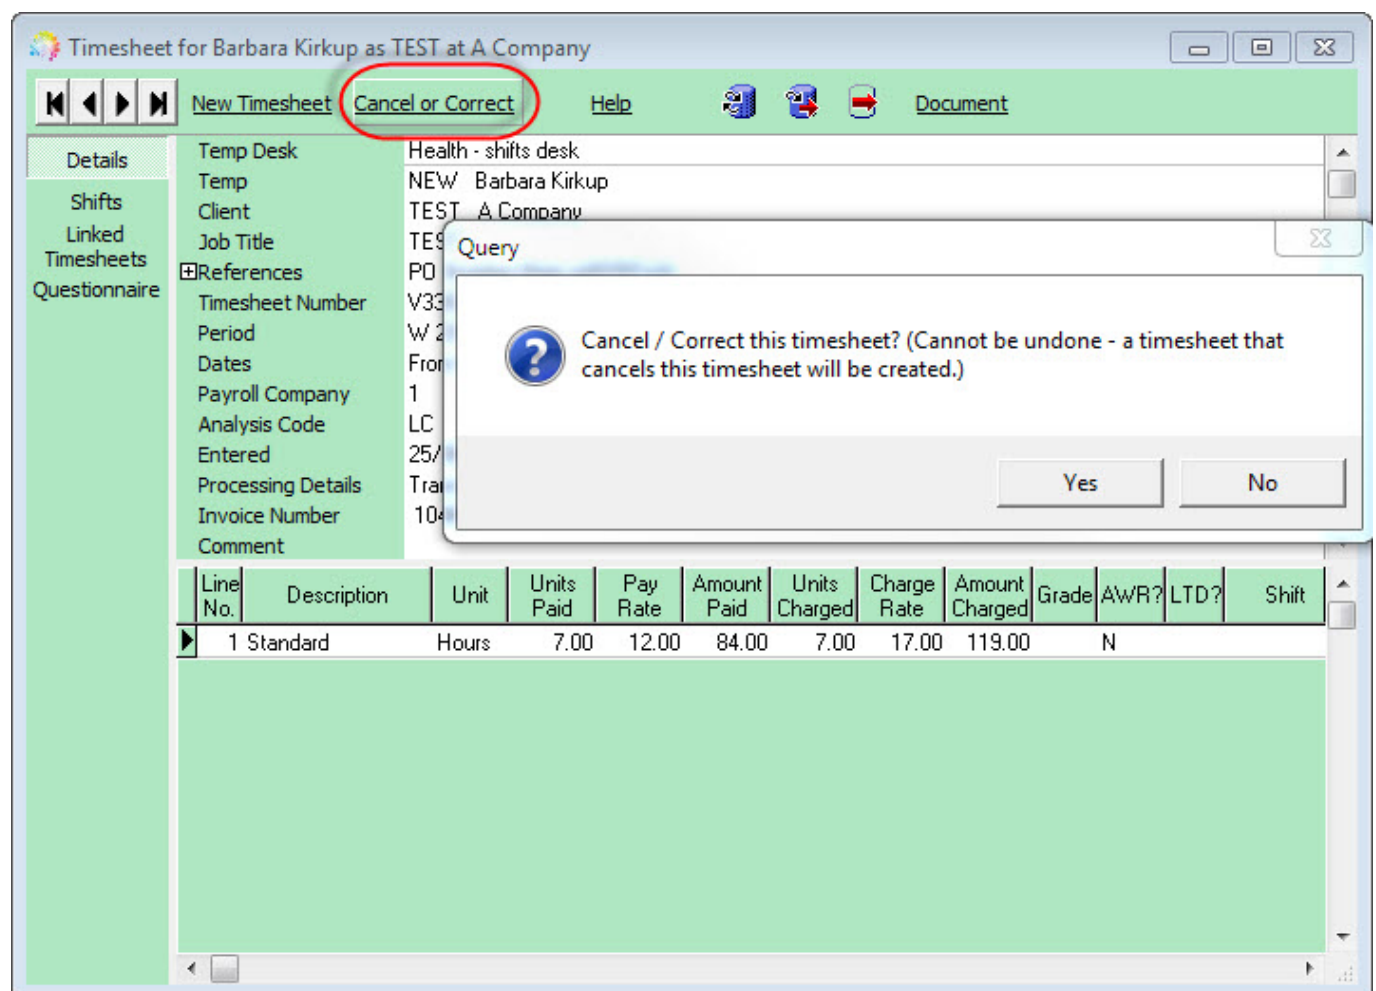 Timesheet for Barbara Kirkup as TEST at A Company
New Timesheet Cancel or Correct Help Document
Details
Shifts
Linked
Timesheets
Questionnaire
Temp Desk Health - shifts desk
Temp NEW Barbara Kirkup
Client TEST A Company
Job Title
References PO
Timesheet Number
Period W
Dates
Payroll Company 1
Analysis Code LC
Entered 25/
Processing Details
Invoice Number
Comment
Query
Cancel / Correct this timesheet? (Cannot be undone - a timesheet that
cancels this timesheet will be created.)
Yes No
Line No. Description Unit Units Paid Pay Rate Amount Paid Units Charged Charge Rate Amount Charged Grade AWR? LTD? Shift
1 Standard Hours 7.00 12.00 84.00 7.00 17.00 119.00 N